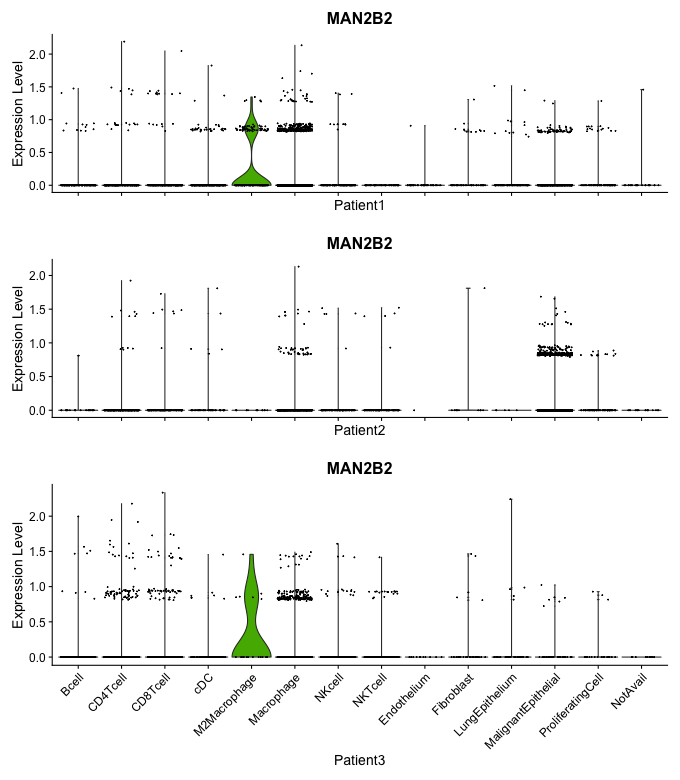 MAN2B2
Expression Level
2.0
1.5
1.0
0.5
0.0
Patient1
MAN2B2
Expression Level
2.0
1.5
1.0
0.5
0.0
Patient2
MAN2B2
Expression Level
2.0
1.5
1.0
0.5
0.0
Bcell
CD4Tcell
CD8Tcell
cDC
M2Macrophage
Macrophage
NKcell
NKTcell
Endothelium
Fibroblast
LungEpithelium
MalignantEpithelial
ProliferatingCell
NotAvail
Patient3